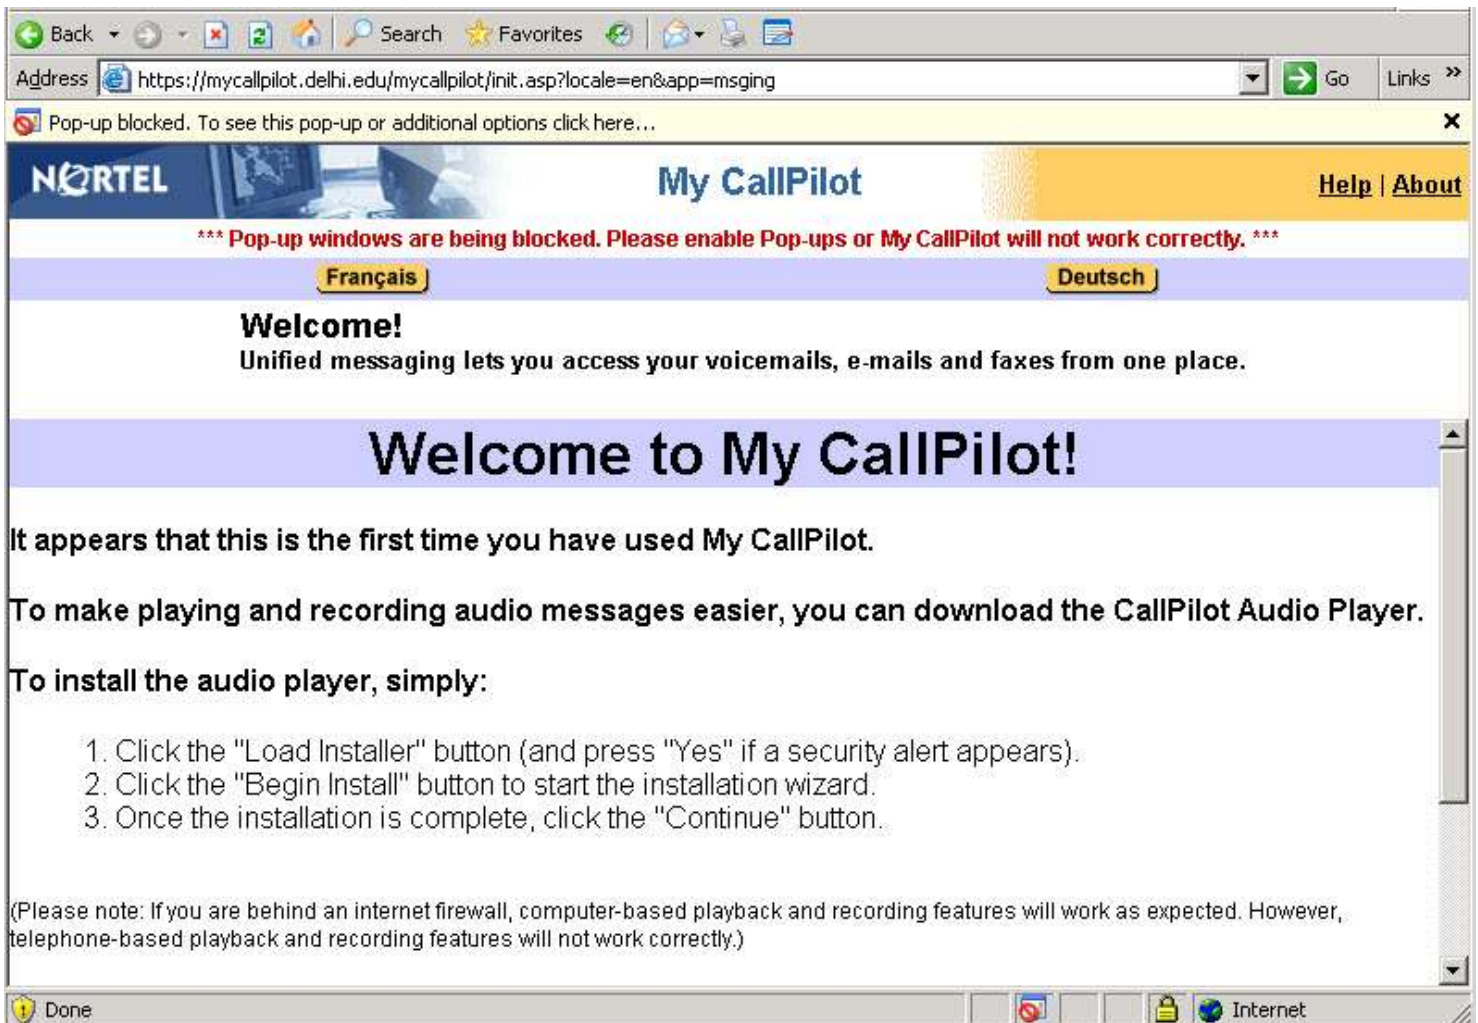 Back Search Favorites
Address https://mycallpilot.delhi.edu/mycallpilot/init.asp?locale=en&app=msging Go Links »
Pop-up blocked. To see this pop-up or additional options click here... x
NORTEL My CallPilot Help | About
*** Pop-up windows are being blocked. Please enable Pop-ups or My CallPilot will not work correctly. ***
Français Deutsch
Welcome!
Unified messaging lets you access your voicemails, e-mails and faxes from one place.
Welcome to My CallPilot!
It appears that this is the first time you have used My CallPilot.
To make playing and recording audio messages easier, you can download the CallPilot Audio Player.
To install the audio player, simply:
1. Click the "Load Installer" button (and press "Yes" if a security alert appears).
2. Click the "Begin Install" button to start the installation wizard.
3. Once the installation is complete, click the "Continue" button.
(Please note: If you are behind an internet firewall, computer-based playback and recording features will work as expected. However,
telephone-based playback and recording features will not work correctly.)
Done Internet